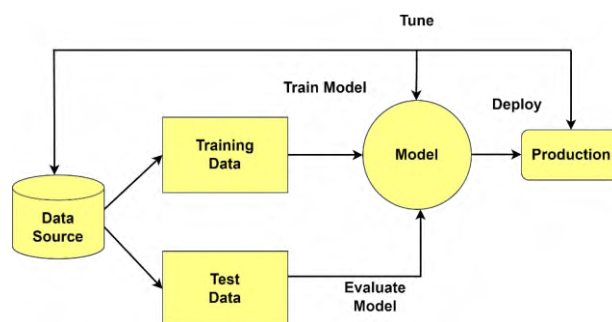 Tune
Train Model
Deploy
Training
Data
Model
Production
Data
Source
Test
Data
Evaluate
Model